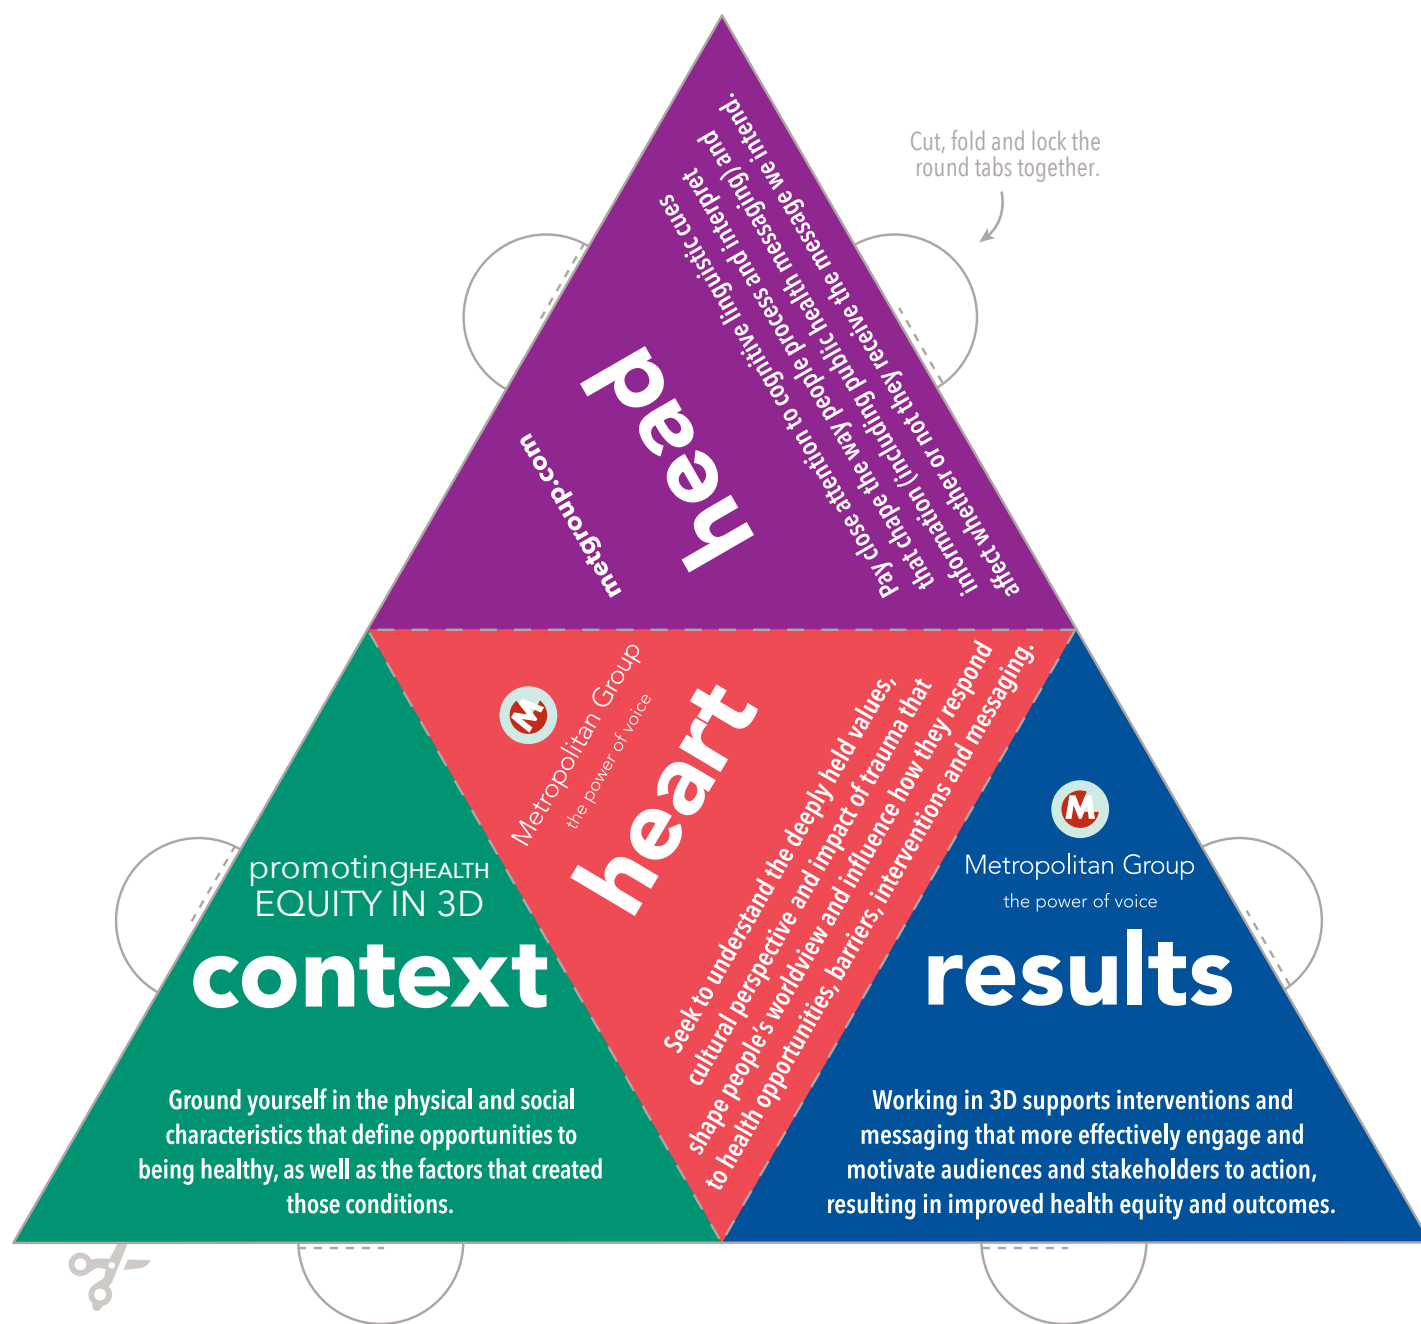 Cut, fold and lock the
round tabs together.
metgroup.com
head
Pay close attention to cognitive linguistic cues
that chape the way people process and interpret
information (including public health messaging) and
affect whether or not they receive the message we intend.
M
Metropolitan Group
the power of voice
heart
Seek to understand the deeply held values,
cultural perspective and impact of trauma that
shape people's worldview and influence how they respond
to health opportunities, barriers, interventions and messaging.
promotingHEALTH
EQUITY IN 3D
context
Ground yourself in the physical and social
characteristics that define opportunities to
being healthy, as well as the factors that created
those conditions.
M
Metropolitan Group
the power of voice
results
Working in 3D supports interventions and
messaging that more effectively engage and
motivate audiences and stakeholders to action,
resulting in improved health equity and outcomes.